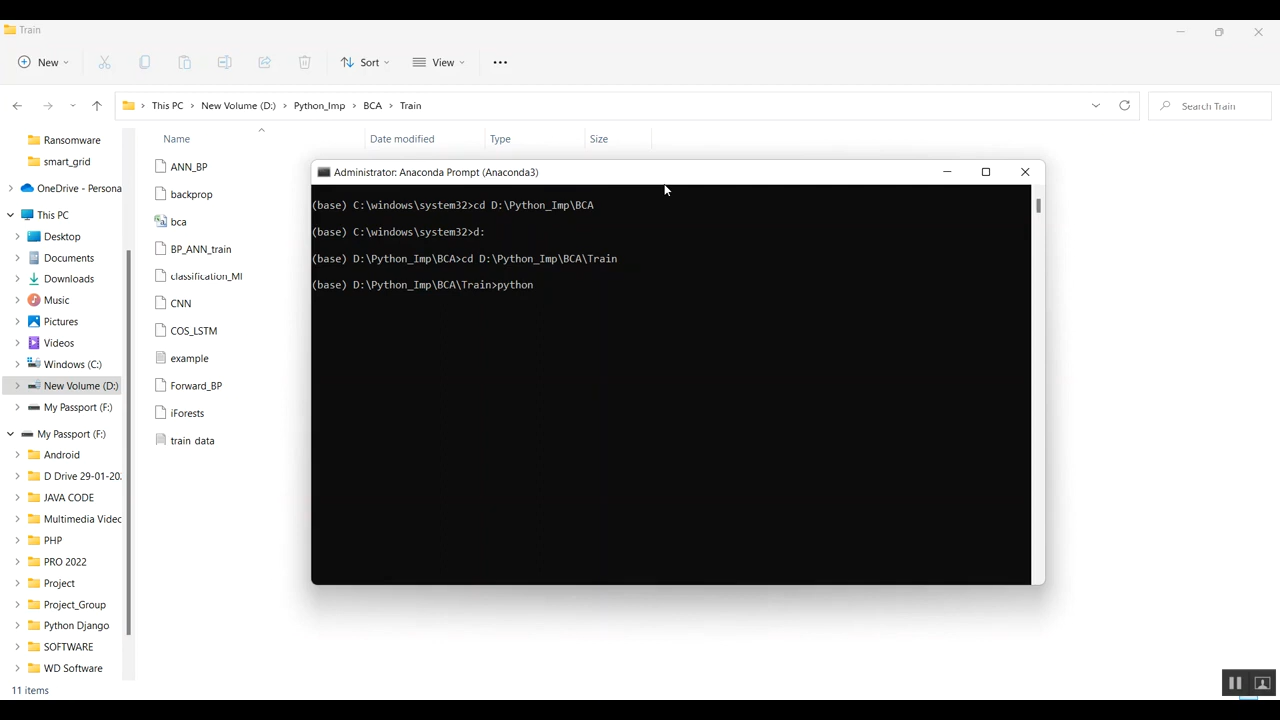 Train
New
Sort
View
This PC
New Volume (D:)
Python_Imp
BCA
Train
Search Train
Ransomware
smart_grid
OneDrive - Persona
This PC
Desktop
Documents
Downloads
Music
Pictures
Videos
Windows (C:)
New Volume (D:)
My Passport (F:)
My Passport (F:)
Android
D Drive 29-01-20
JAVA CODE
Multimedia Videc
PHP
PRO 2022
Project
Project_Group
Python Django
SOFTWARE
WD Software
Name
Date modified
Type
Size
ANN_BP
backprop
bca
BP_ANN_train
classification_Ml
CNN
COS_LSTM
example
Forward_BP
iForests
train data
Administrator: Anaconda Prompt (Anaconda3)
(base) C:\windows\system32>cd D:\Python_Imp\BCA
(base) C:\windows\system32>d:
(base) D:\Python_Imp\BCA>cd D:\Python_Imp\BCA\Train
(base) D:\Python_Imp\BCA\Train>python
11 items